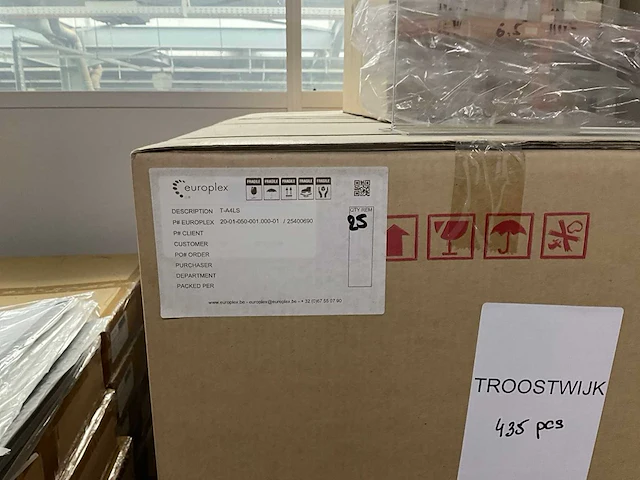 europlex
FRAGILE FRAGILE FRAGILE FRAGILE FRAGILE
DESCRIPTION T-A4LS
P# EUROPLEX 20-01-050-001.000-01 / 25400690
P# CLIENT
CUSTOMER
PO# ORDER
PURCHASER
DEPARTMENT
PACKED PER
QTY ITEM
25
www.europlex.be - europlex@europlex.be - + 32 (0)67 55 07 90
TROOSTWIJK
435 pcs